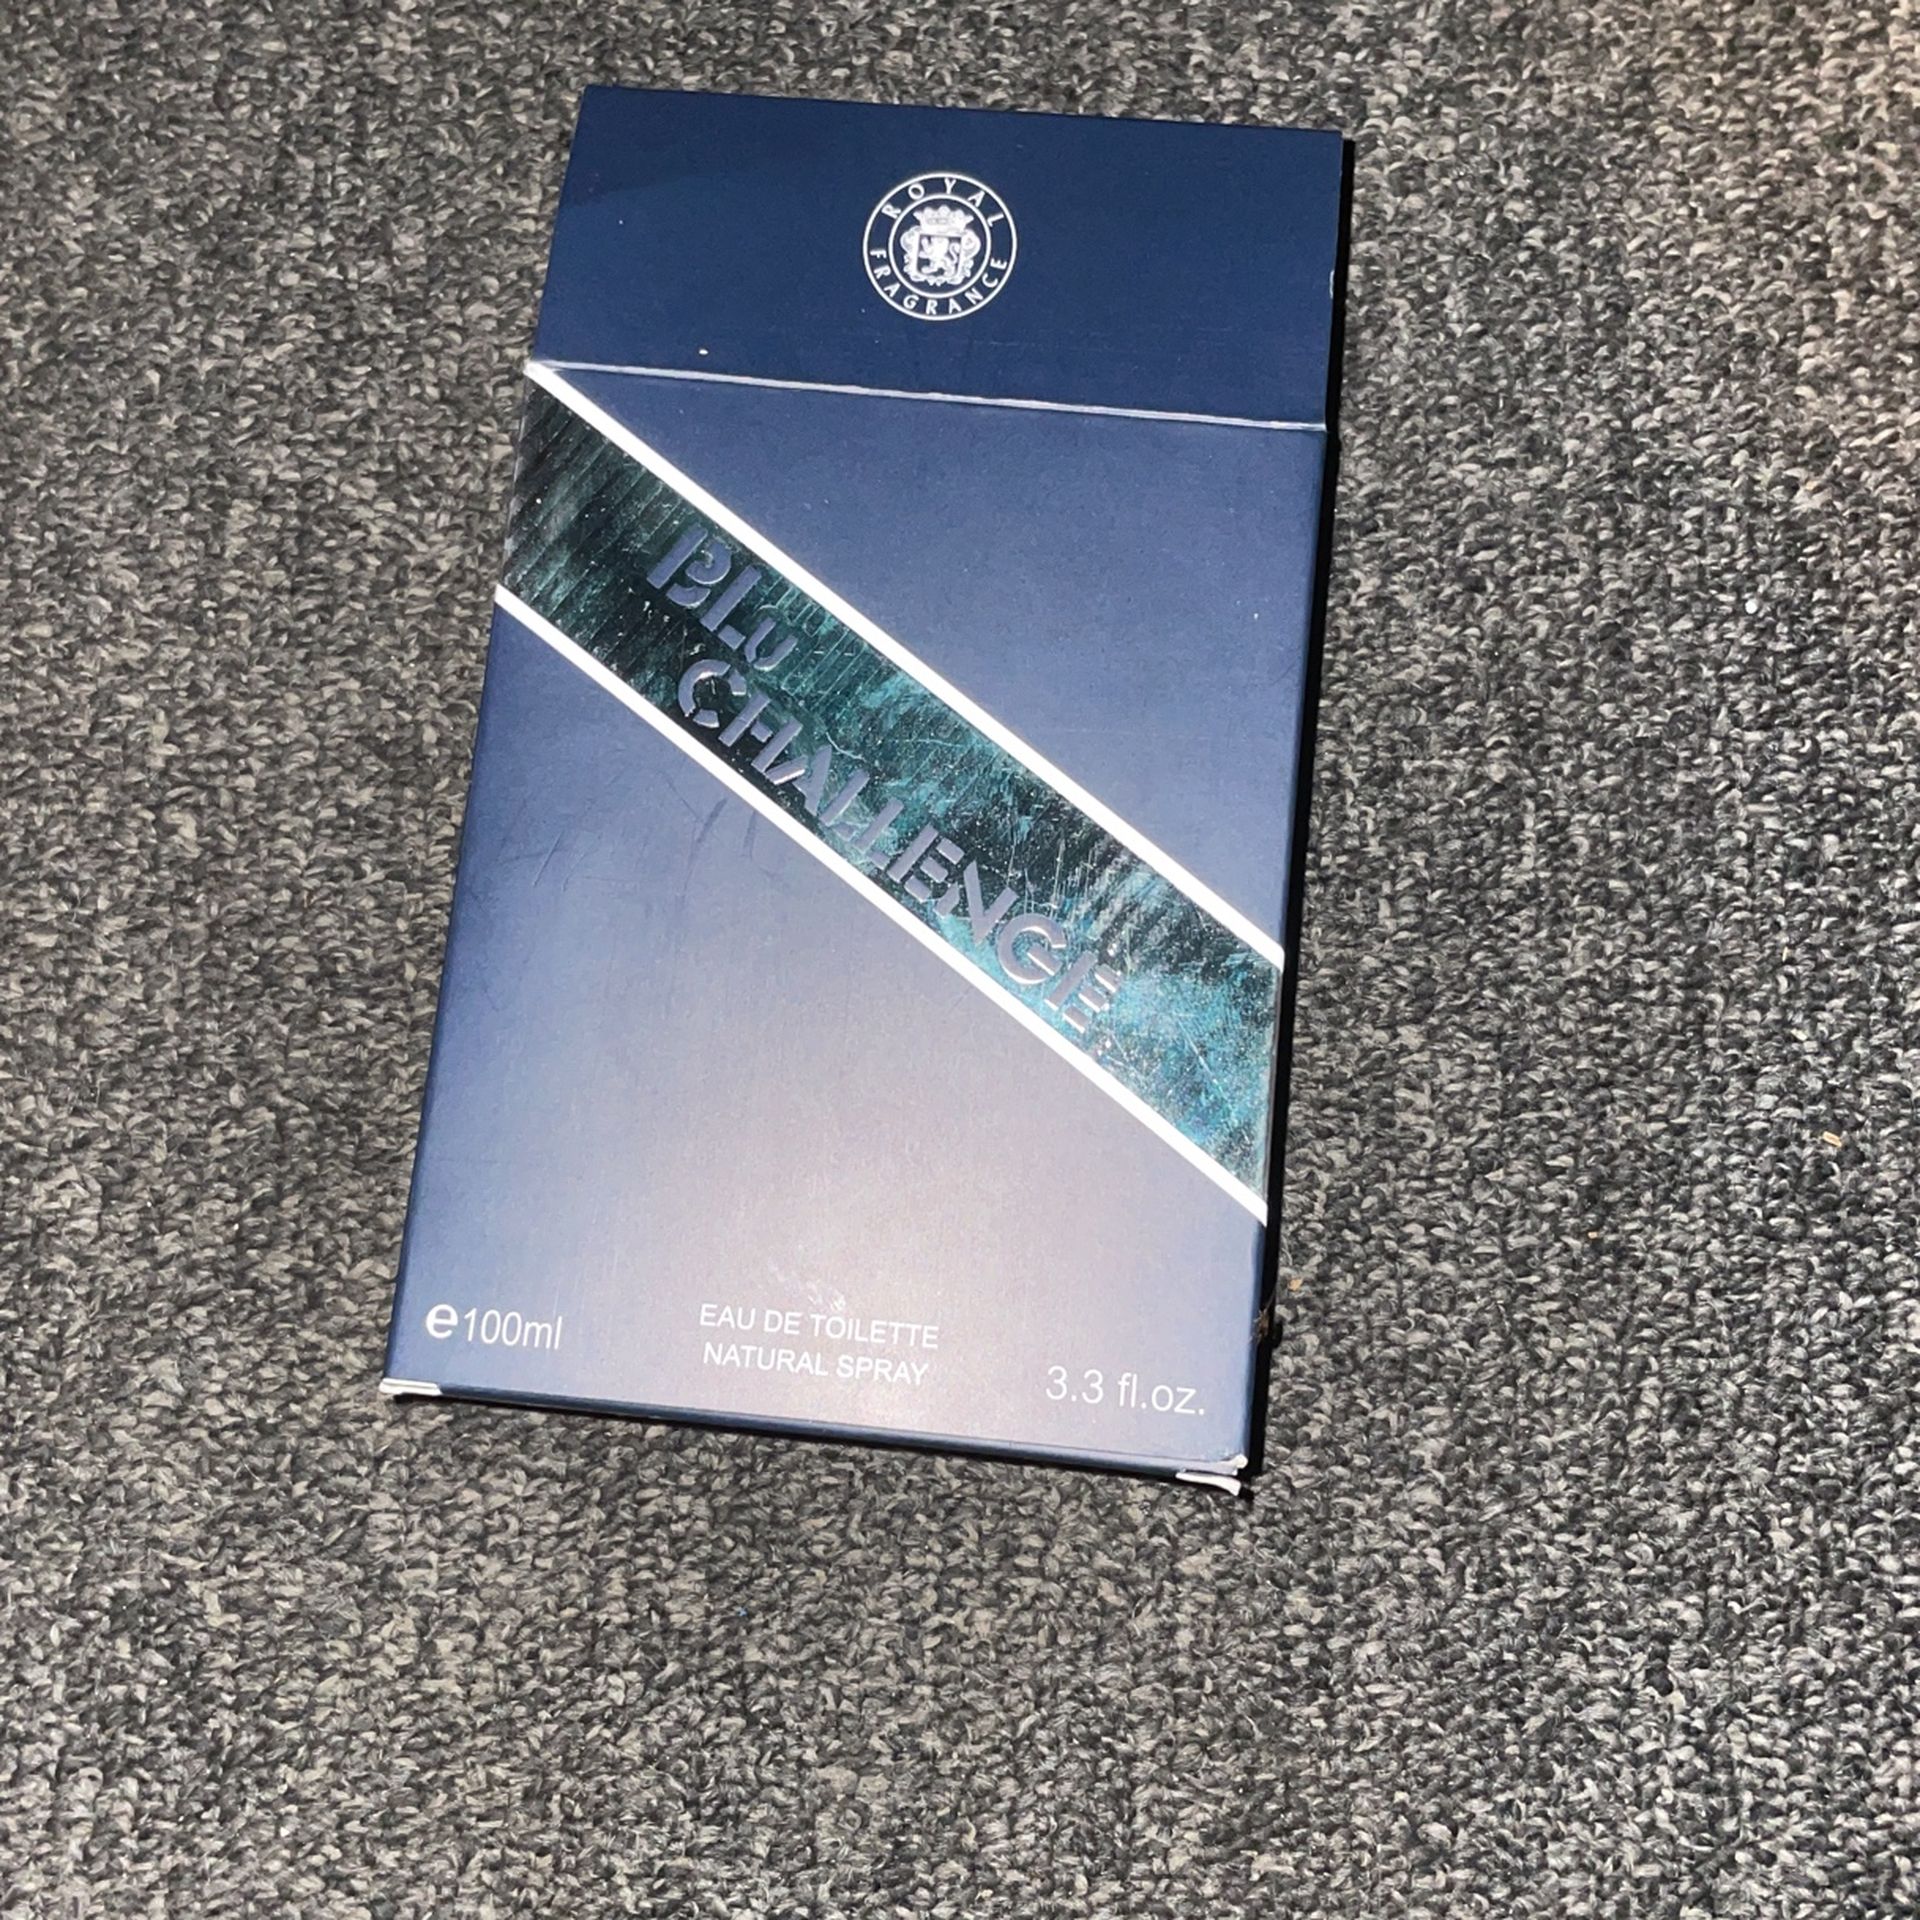 ROYAL
FRAGRANCE
BLu
CHALLENGE
e100ml
EAU DE TOILETTE
NATURAL SPRAY
3.3 fl.oz.